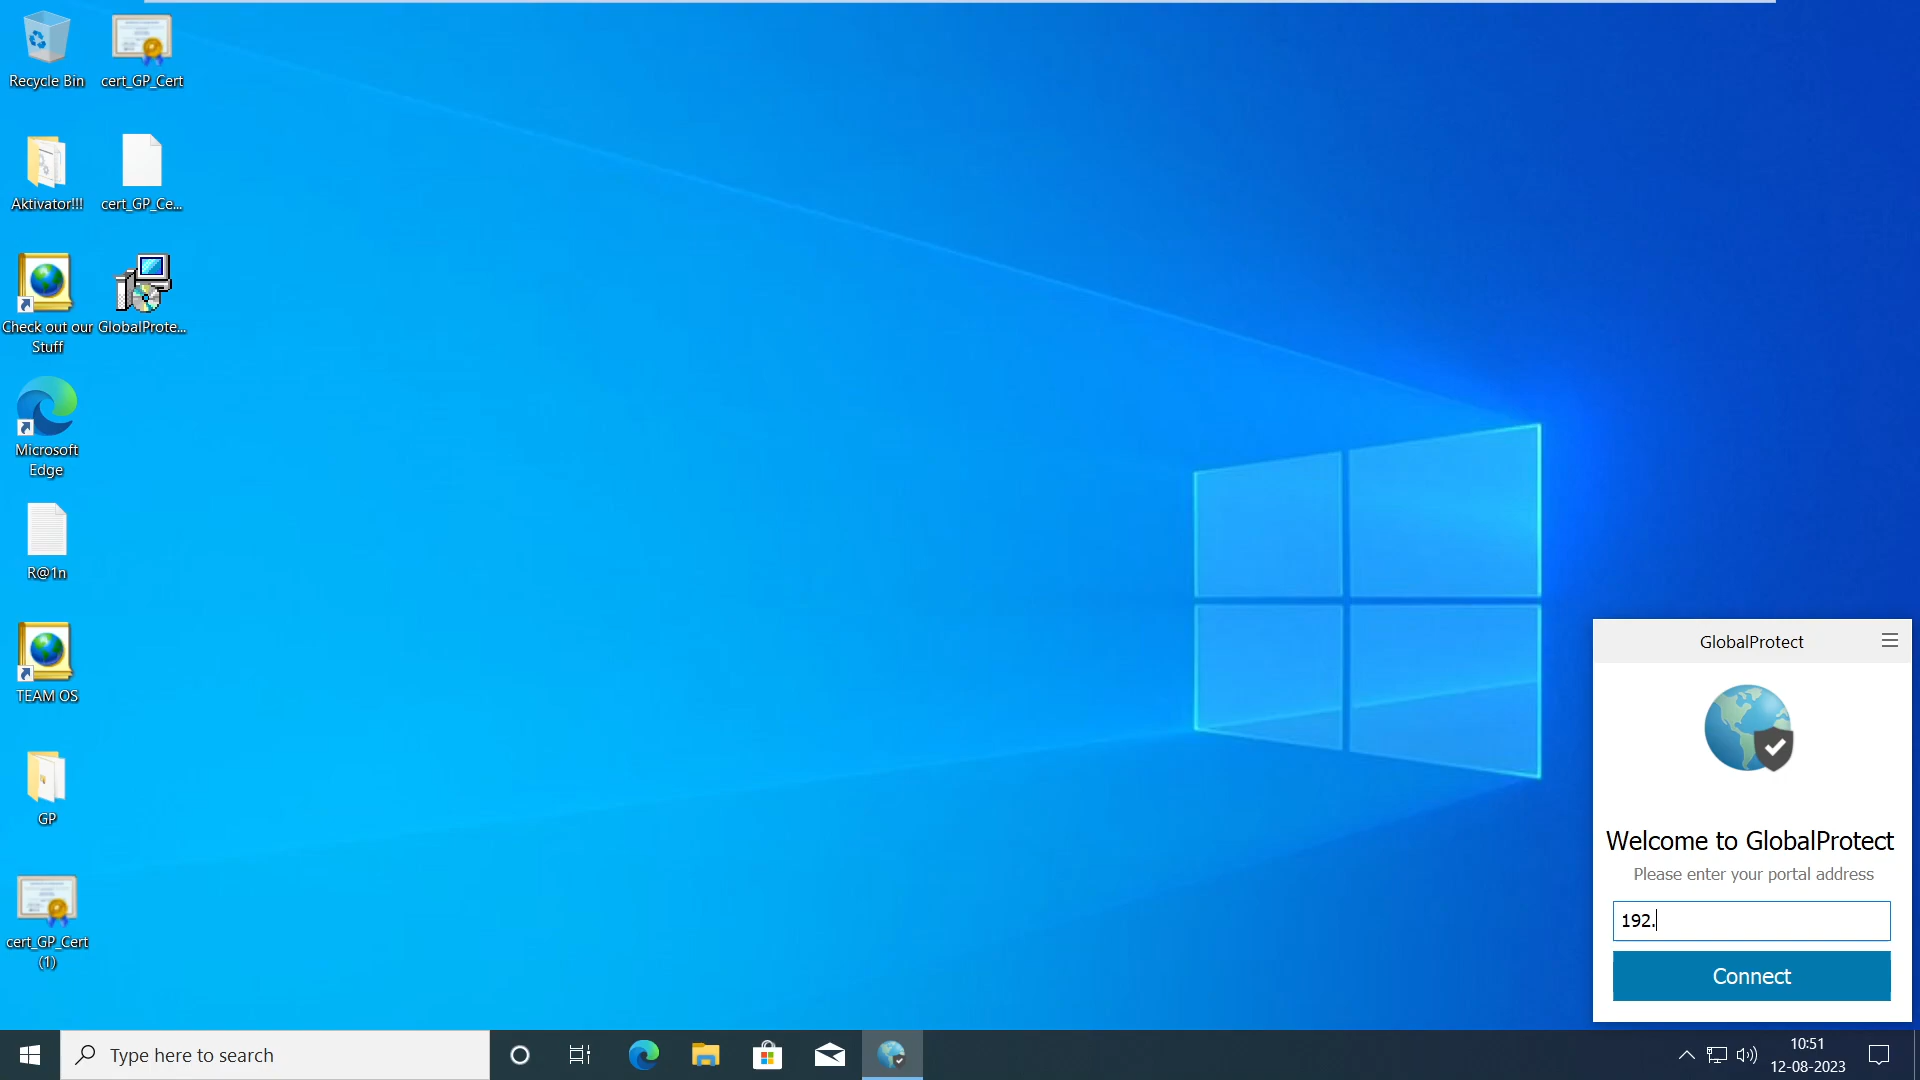 Recycle Bin
cert_GP_Cert
Aktivator!!!
cert_GP_Ce...
Check out our
Stuff
GlobalProte...
Microsoft
Edge
R@1n
TEAM OS
GP
cert_GP_Cert
(1)
GlobalProtect
Welcome to GlobalProtect
Please enter your portal address
192.
Connect
Type here to search
10:51
12-08-2023